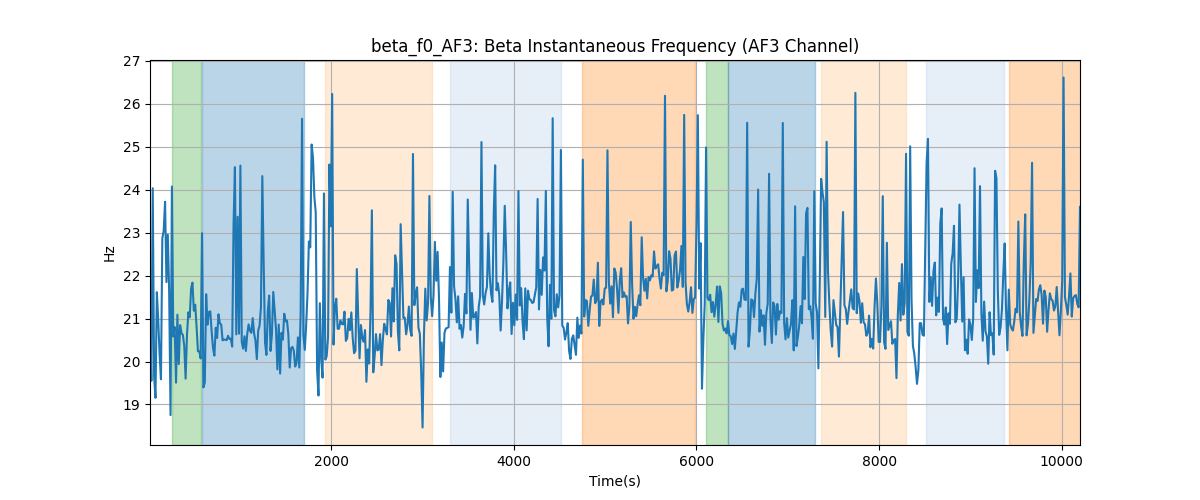 beta_f0_AF3: Beta Instantaneous Frequency (AF3 Channel)
27
26
25
24
23
22
21
20
19
Hz
2000 4000 6000 8000 10000
Time(s)